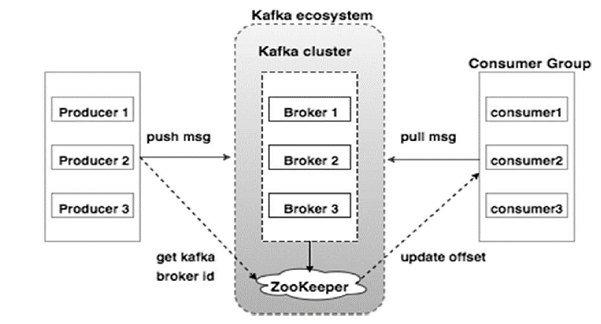 Kafka ecosystem
Kafka cluster
Consumer Group
Producer 1
Broker 1
consumer1
push msg
pull msg
Producer 2
Broker 2
consumer2
Producer 3
Broker 3
consumer3
get kafka
broker id
update offset
ZooKeeper